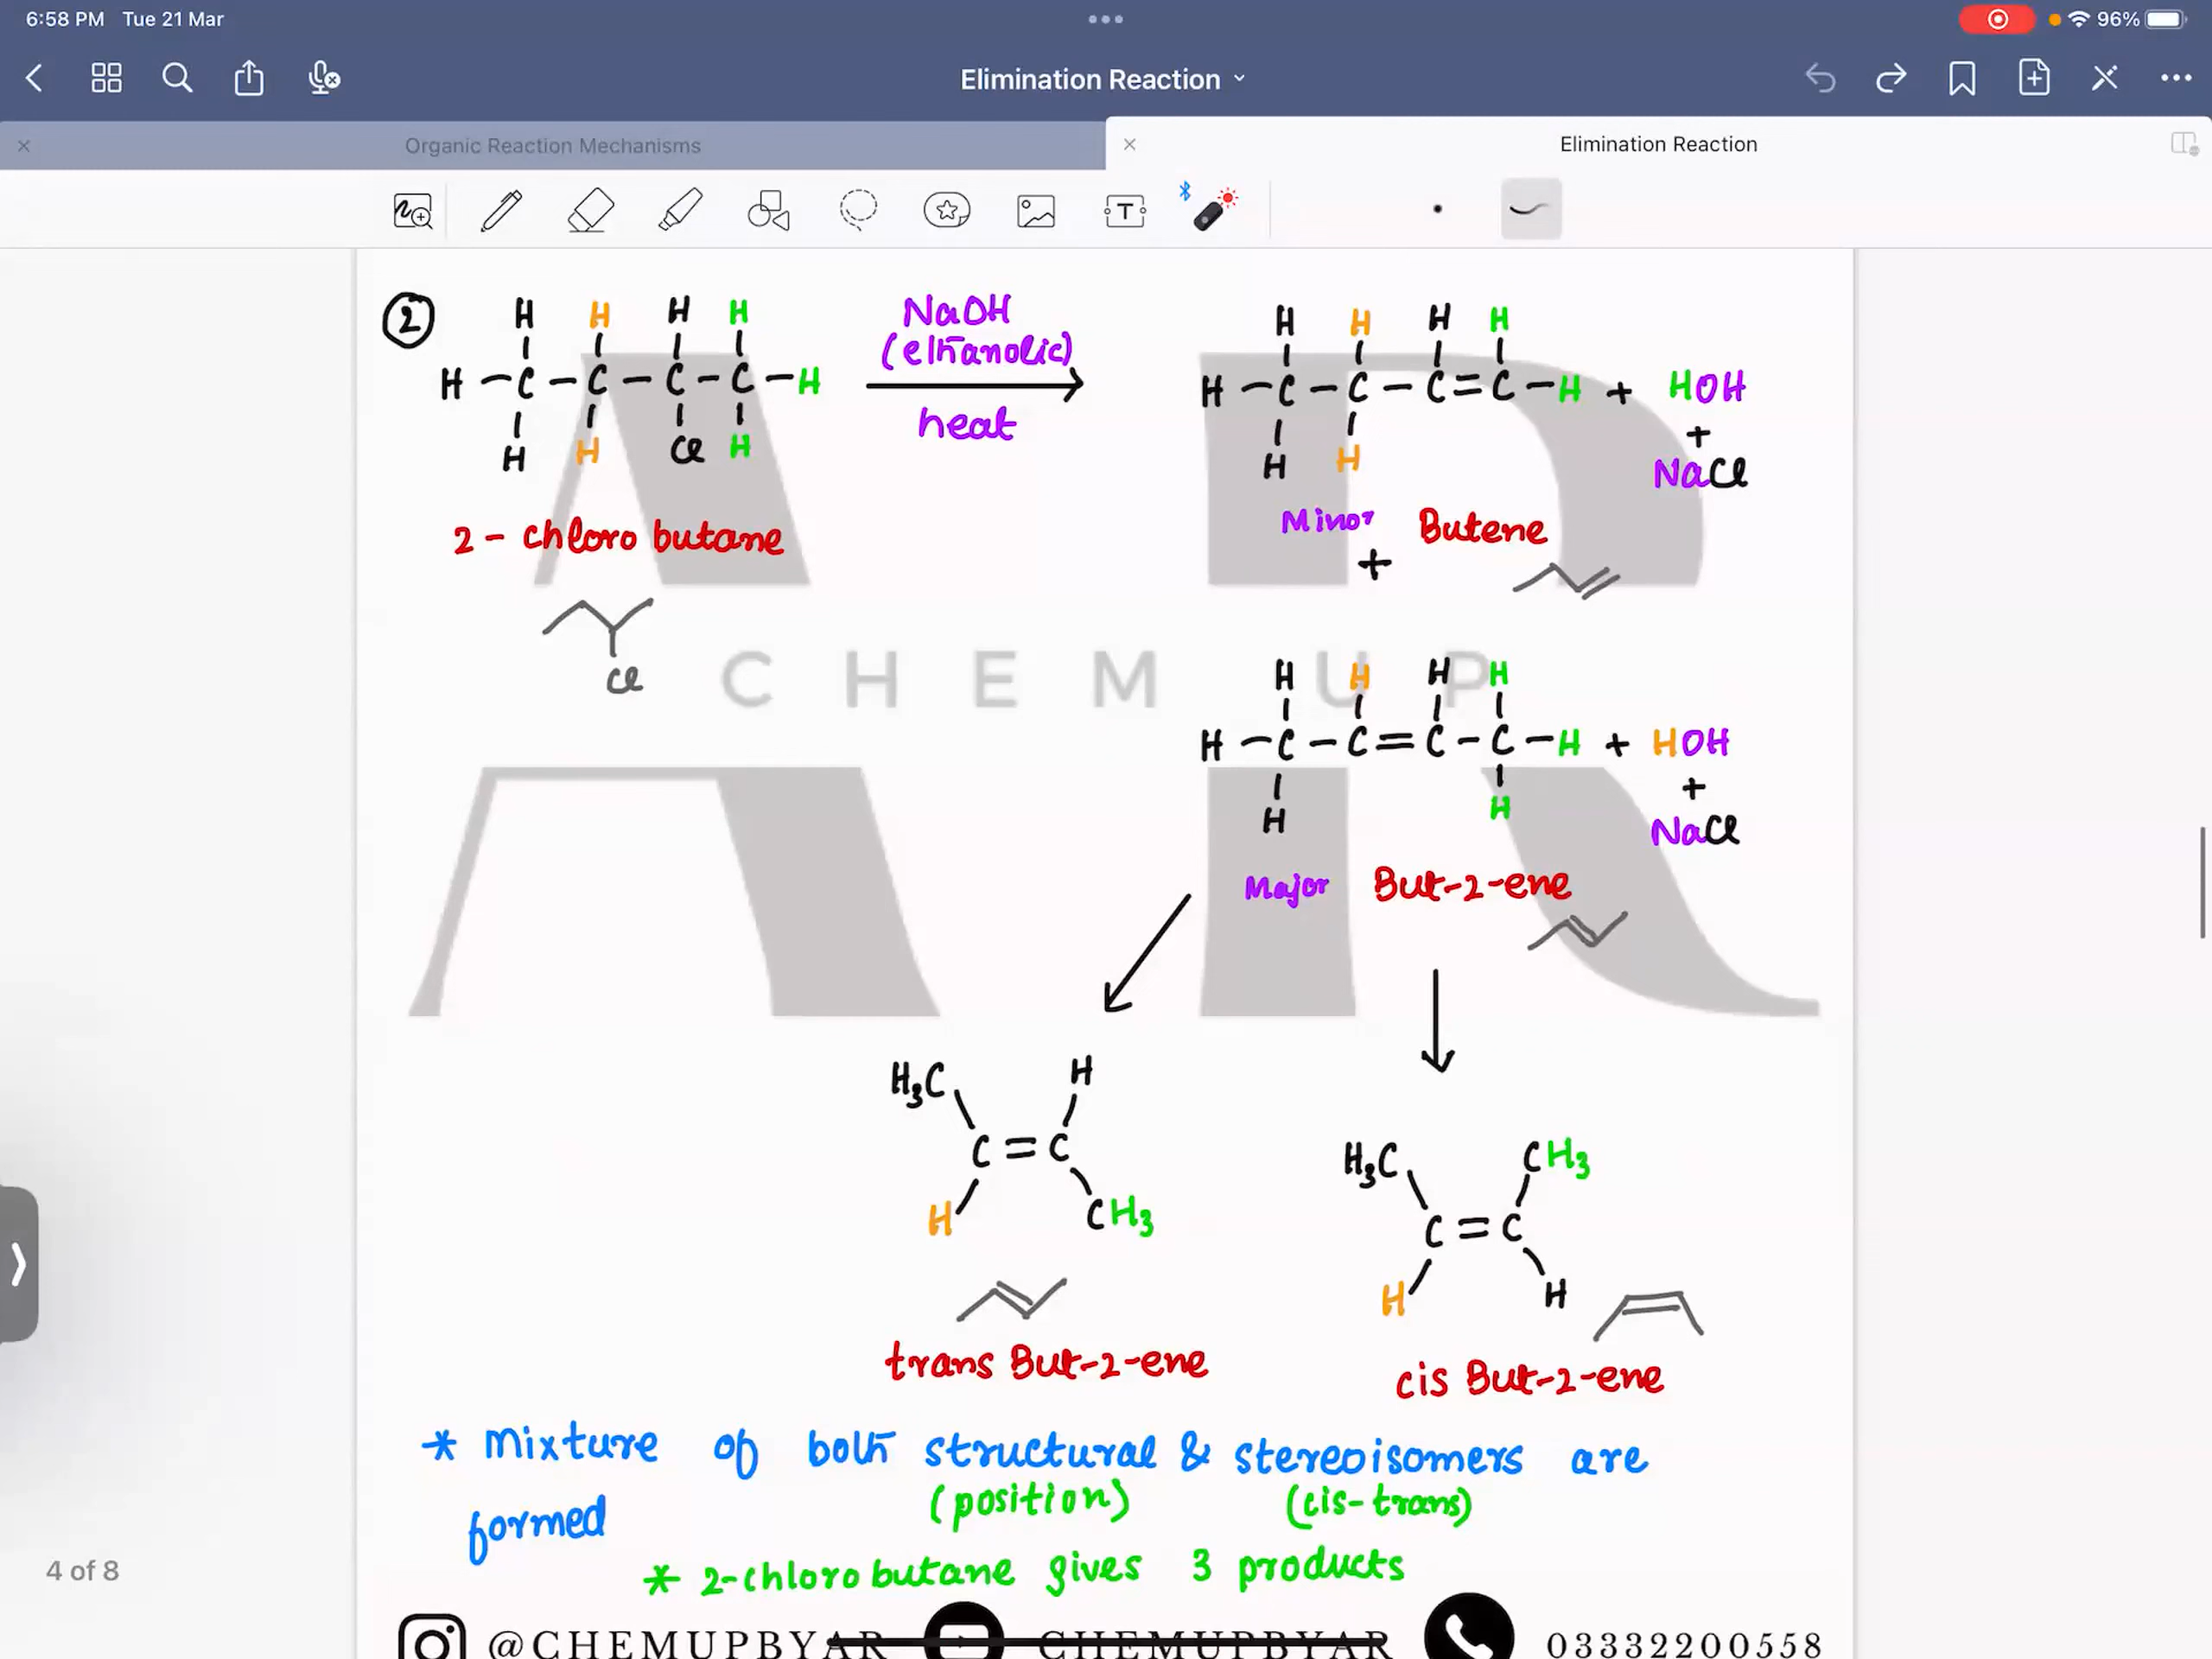 6:58 PM Tue 21 Mar
96%
Elimination Reaction
Organic Reaction Mechanisms
Elimination Reaction
T
2
H H H H
H - C - C - C - C - H
H H Cl H
NaOH
(ethanolic)
heat
H H H H
H - C - C - C = C - H + HOH
H H
+
NaCl
2 - chloro butane
Minor Butene
+
Cl
CHEM UP
H H H H
H - C - C = C - C - H + HOH
H H
+
NaCl
Major But-2-ene
H3C H
C = C
H CH3
H3C CH3
C = C
H H
trans But-2-ene
cis But-2-ene
* mixture of both structural & stereoisomers are
(position) (cis-trans)
formed
* 2-chlorobutane gives 3 products
4 of 8
@CHEMUPBYAR CHEMUPBYAR 03332200558
A
D
A
R